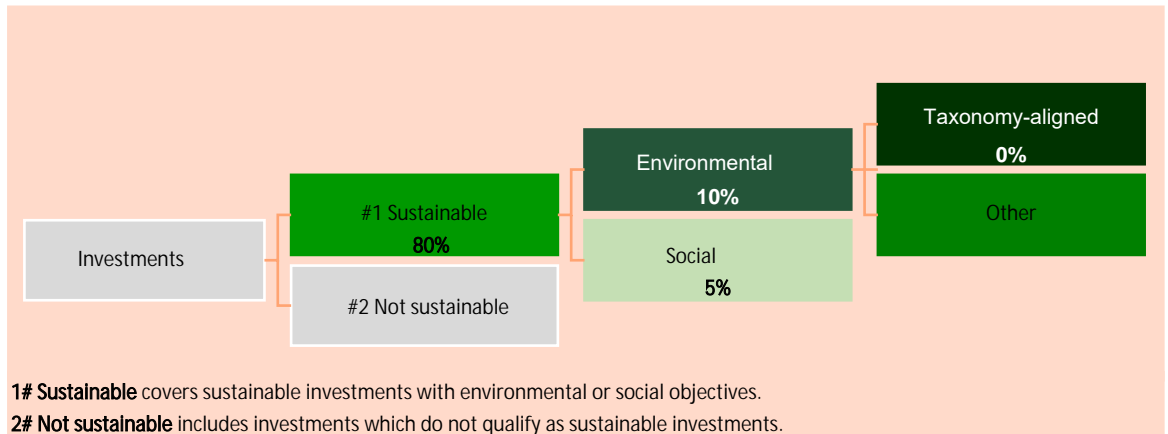 Taxonomy-aligned
0%
Environmental
10%
Other
#1 Sustainable
80%
Social
5%
Investments
#2 Not sustainable
1# Sustainable covers sustainable investments with environmental or social objectives.
2# Not sustainable includes investments which do not qualify as sustainable investments.